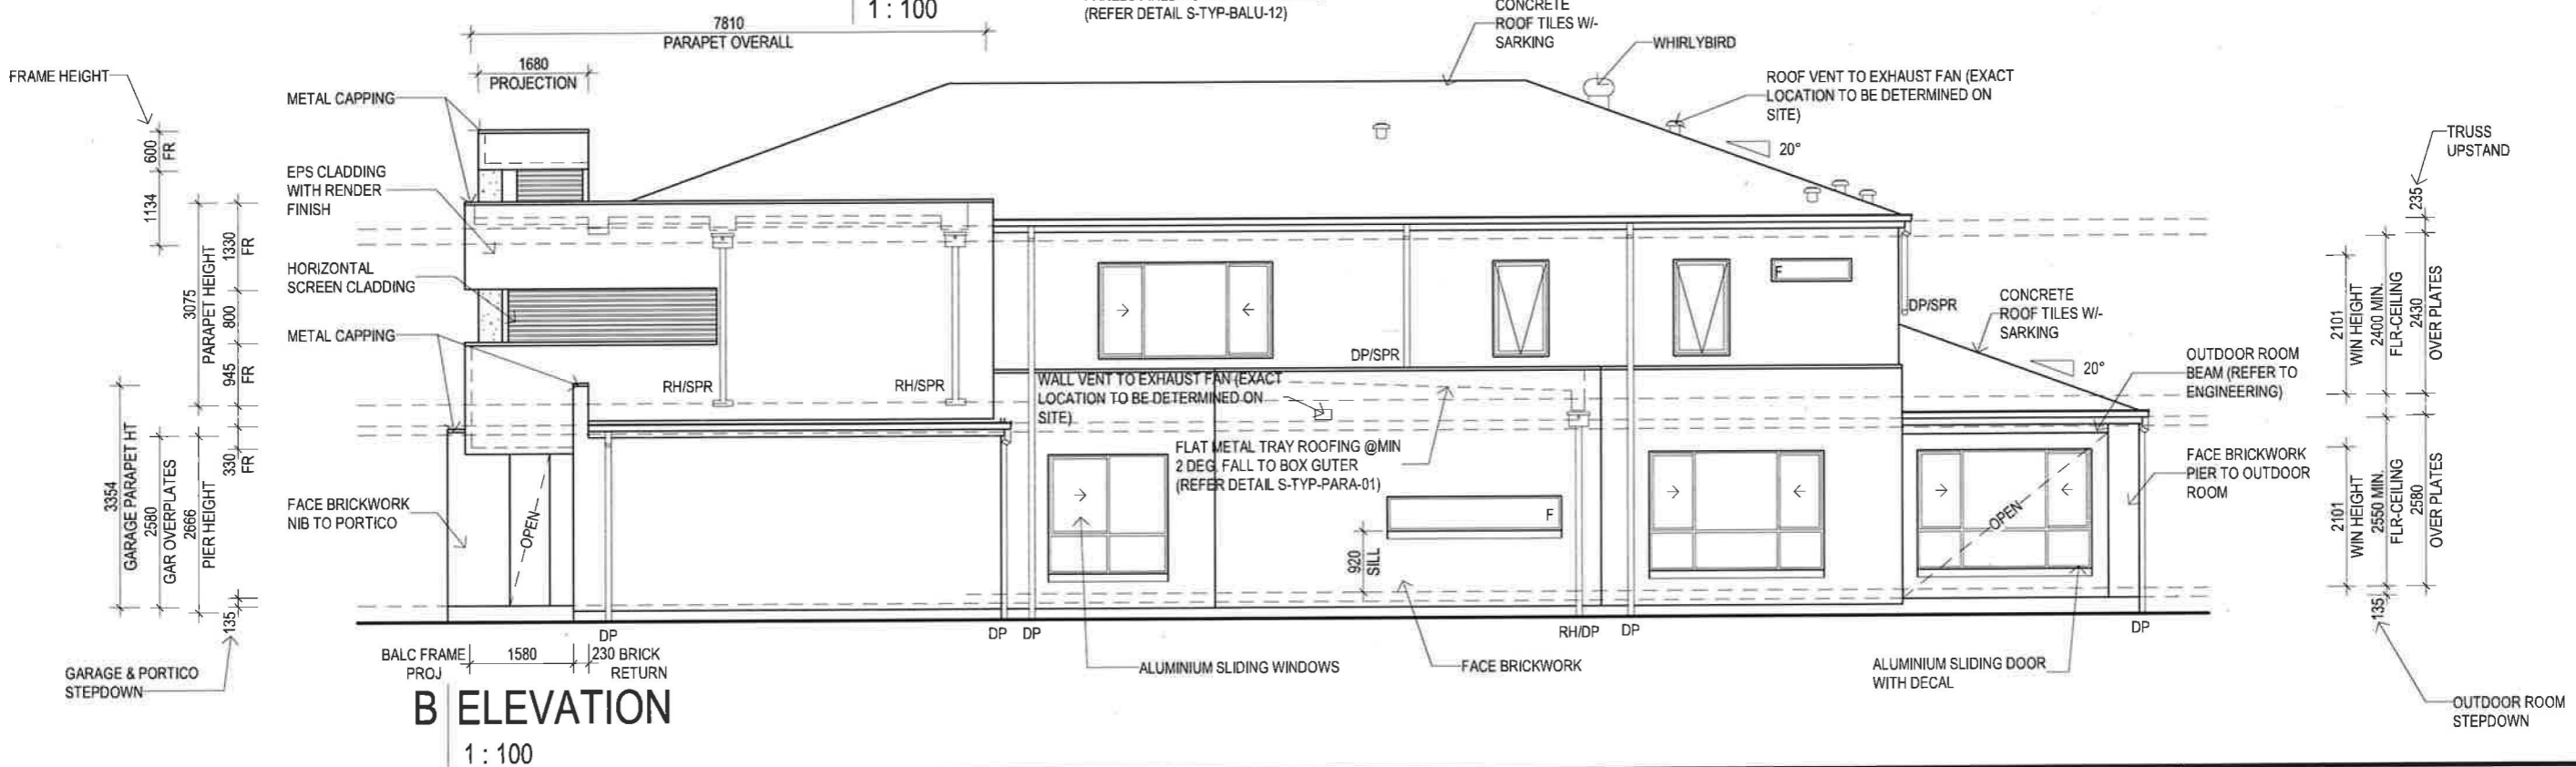 1 : 100
(REFER DETAIL S-TYP-BALU-12)
CONCRETE
ROOF TILES W/-
SARKING
7810
PARAPET OVERALL
WHIRLYBIRD
FRAME HEIGHT
1680
PROJECTION
ROOF VENT TO EXHAUST FAN (EXACT
LOCATION TO BE DETERMINED ON
SITE)
METAL CAPPING
20°
TRUSS
UPSTAND
600
FR
1134
EPS CLADDING
WITH RENDER
FINISH
235
3075
PARAPET HEIGHT
1330
FR
800
945
FR
330
FR
HORIZONTAL
SCREEN CLADDING
METAL CAPPING
F
DP/SPR
CONCRETE
ROOF TILES W/-
SARKING
20°
2101
WIN HEIGHT
2400 MIN.
FLR-CEILING
2430
OVER PLATES
DP/SPR
RH/SPR
RH/SPR
WALL VENT TO EXHAUST FAN (EXACT
LOCATION TO BE DETERMINED ON
SITE)
OUTDOOR ROOM
BEAM (REFER TO
ENGINEERING)
FLAT METAL TRAY ROOFING @MIN
2 DEG. FALL TO BOX GUTER
(REFER DETAIL S-TYP-PARA-01)
3354
GARAGE PARAPET HT
2580
GAR OVERPLATES
2666
PIER HEIGHT
FACE BRICKWORK
NIB TO PORTICO
OPEN
F
920
SILL
OPEN
FACE BRICKWORK
PIER TO OUTDOOR
ROOM
2101
WIN HEIGHT
2550 MIN.
FLR-CEILING
2580
OVER PLATES
135
135
DP
DP
DP
RH/DP
DP
DP
BALC FRAME
PROJ
1580
230 BRICK
RETURN
GARAGE & PORTICO
STEPDOWN
ALUMINIUM SLIDING WINDOWS
FACE BRICKWORK
ALUMINIUM SLIDING DOOR
WITH DECAL
OUTDOOR ROOM
STEPDOWN
B ELEVATION
1 : 100